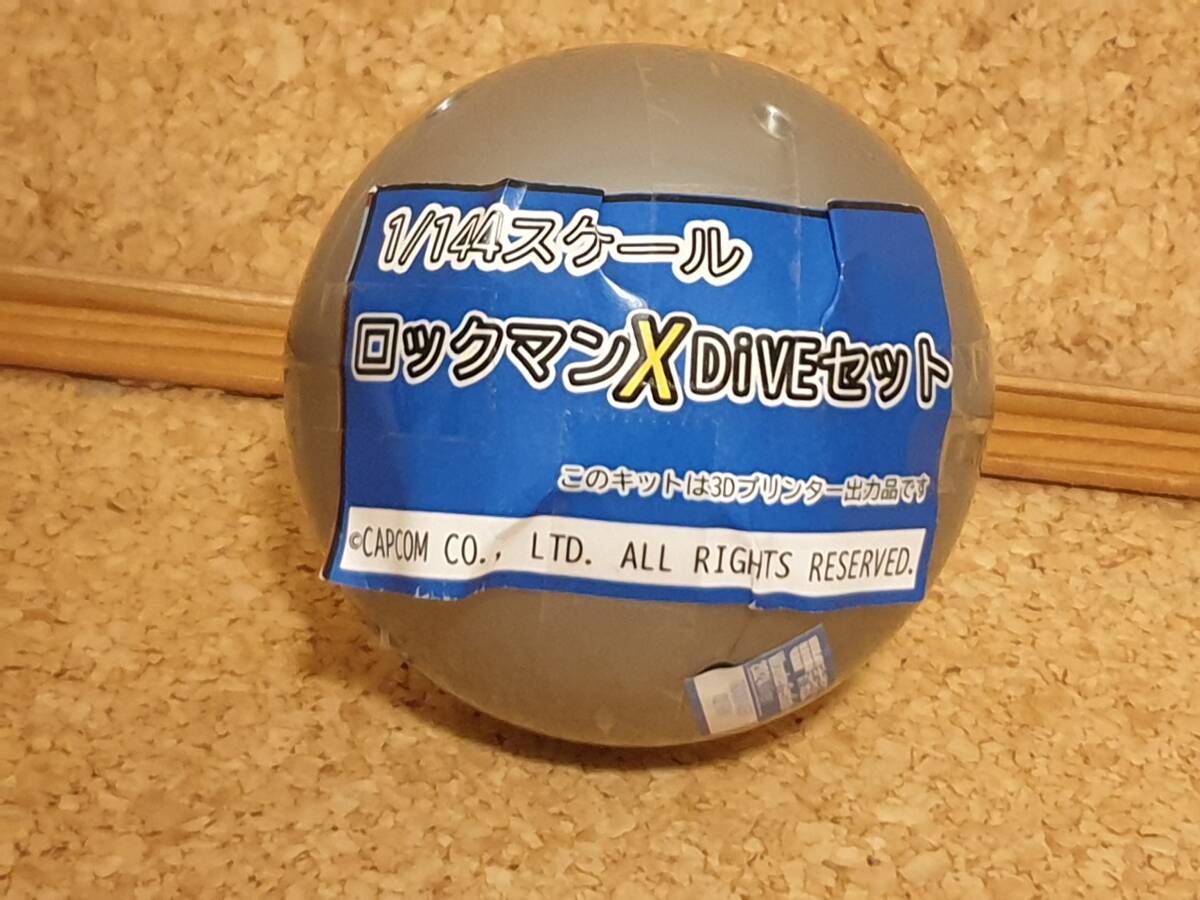 1/144スケール
ロックマンX DiVEセット
このキットは3Dプリンター出力品です
©CAPCOM CO., LTD. ALL RIGHTS RESERVED.